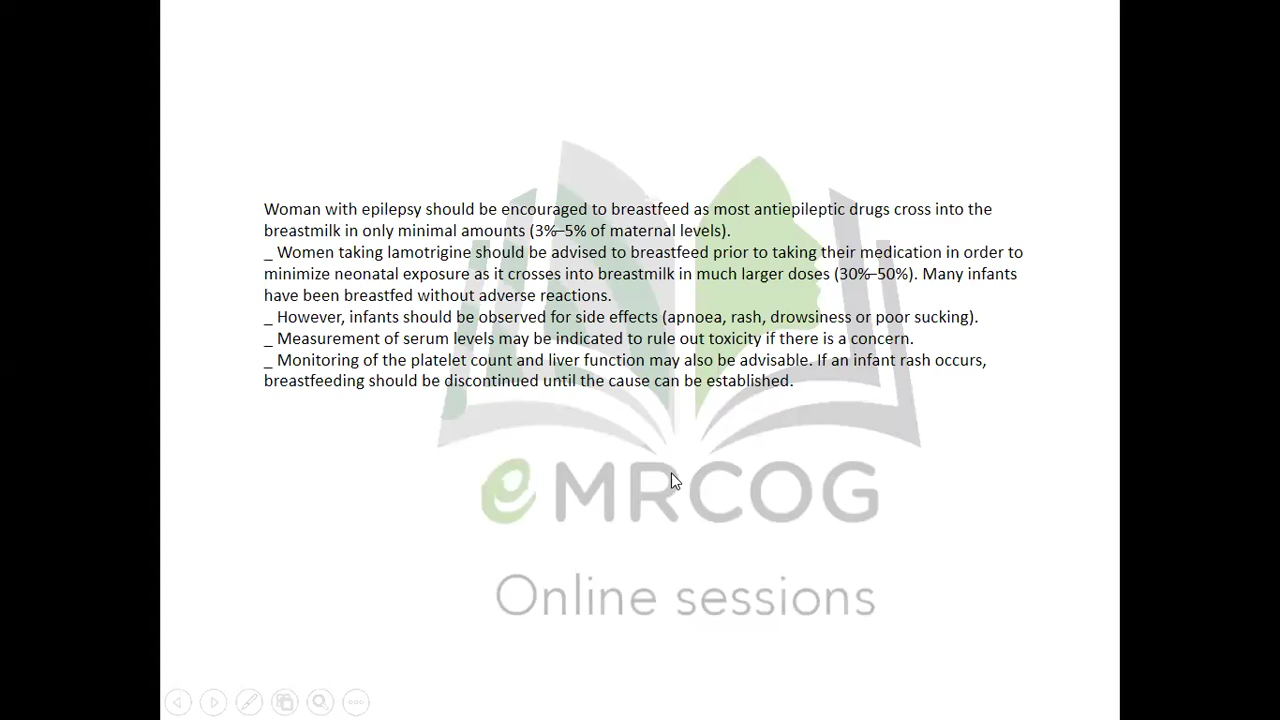 Woman with epilepsy should be encouraged to breastfeed as most antiepileptic drugs cross into the
breastmilk in only minimal amounts (3%–5% of maternal levels).
_ Women taking lamotrigine should be advised to breastfeed prior to taking their medication in order to
minimize neonatal exposure as it crosses into breastmilk in much larger doses (30%–50%). Many infants
have been breastfed without adverse reactions.
_ However, infants should be observed for side effects (apnoea, rash, drowsiness or poor sucking).
_ Measurement of serum levels may be indicated to rule out toxicity if there is a concern.
_ Monitoring of the platelet count and liver function may also be advisable. If an infant rash occurs,
breastfeeding should be discontinued until the cause can be established.
eMRCOG
Online sessions